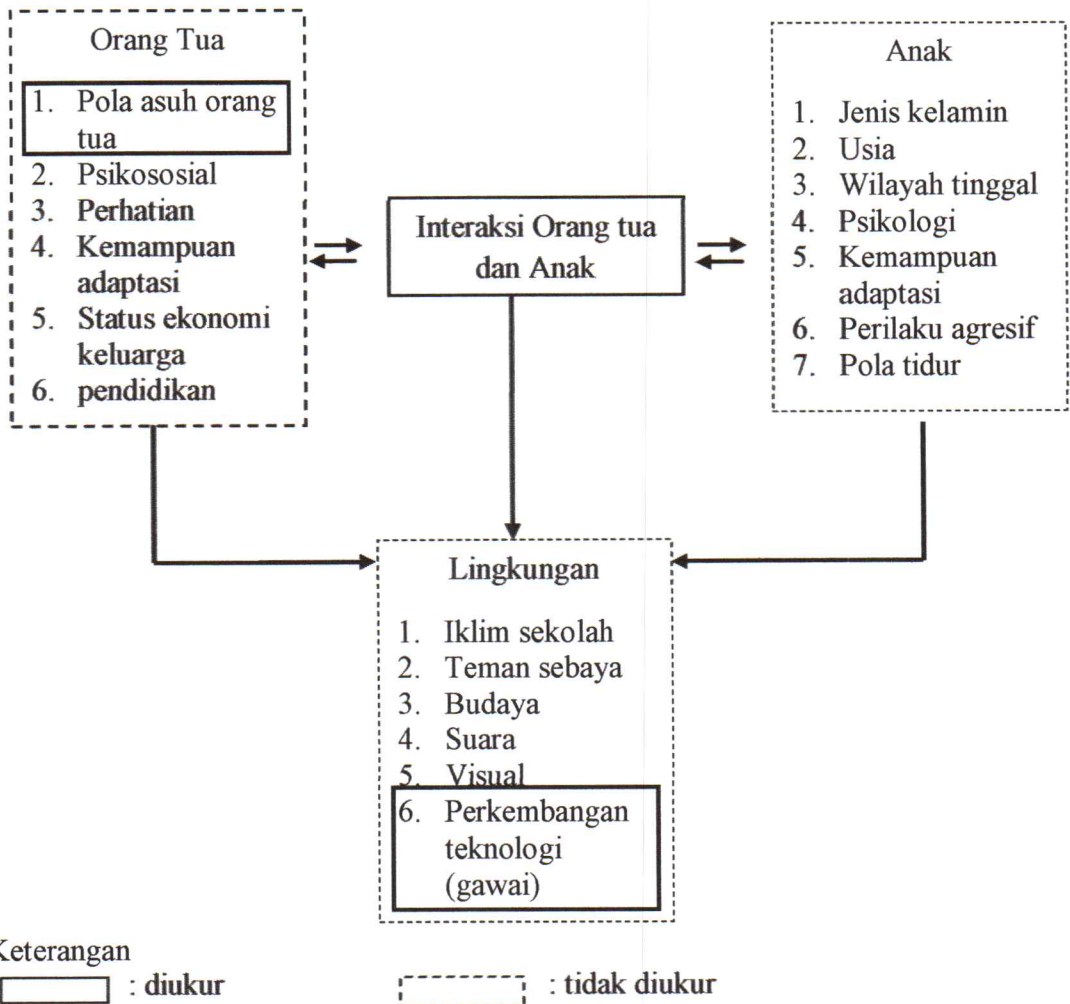 Orang Tua
1. Pola asuh orang
tua
2. Psikososial
3. Perhatian
4. Kemampuan
adaptasi
5. Status ekonomi
keluarga
6. pendidikan
Interaksi Orang tua
dan Anak
Anak
1. Jenis kelamin
2. Usia
3. Wilayah tinggal
4. Psikologi
5. Kemampuan
adaptasi
6. Perilaku agresif
7. Pola tidur
Lingkungan
1. Iklim sekolah
2. Teman sebaya
3. Budaya
4. Suara
5. Visual
6. Perkembangan
teknologi
(gawai)
Keterangan
: diukur
: tidak diukur